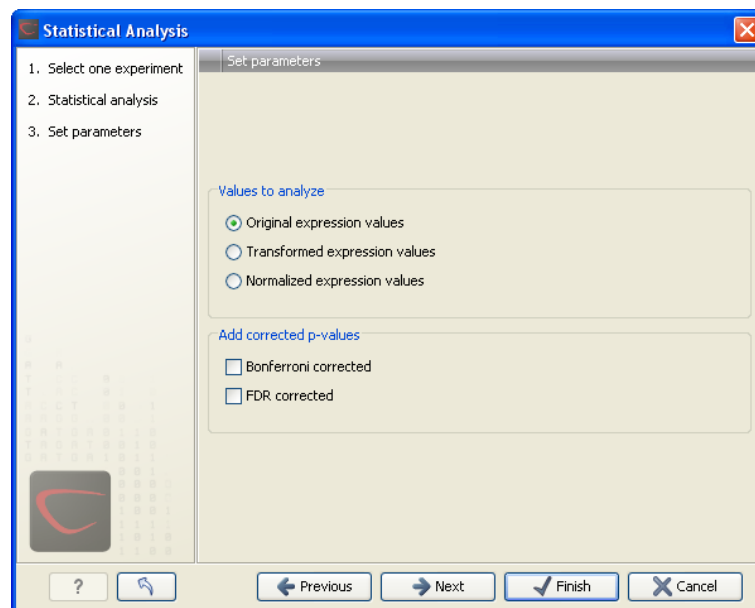 Statistical Analysis
1. Select one experiment
2. Statistical analysis
3. Set parameters
Set parameters
Values to analyze
Original expression values
Transformed expression values
Normalized expression values
Add corrected p-values
Bonferroni corrected
FDR corrected
?
Previous
Next
Finish
Cancel